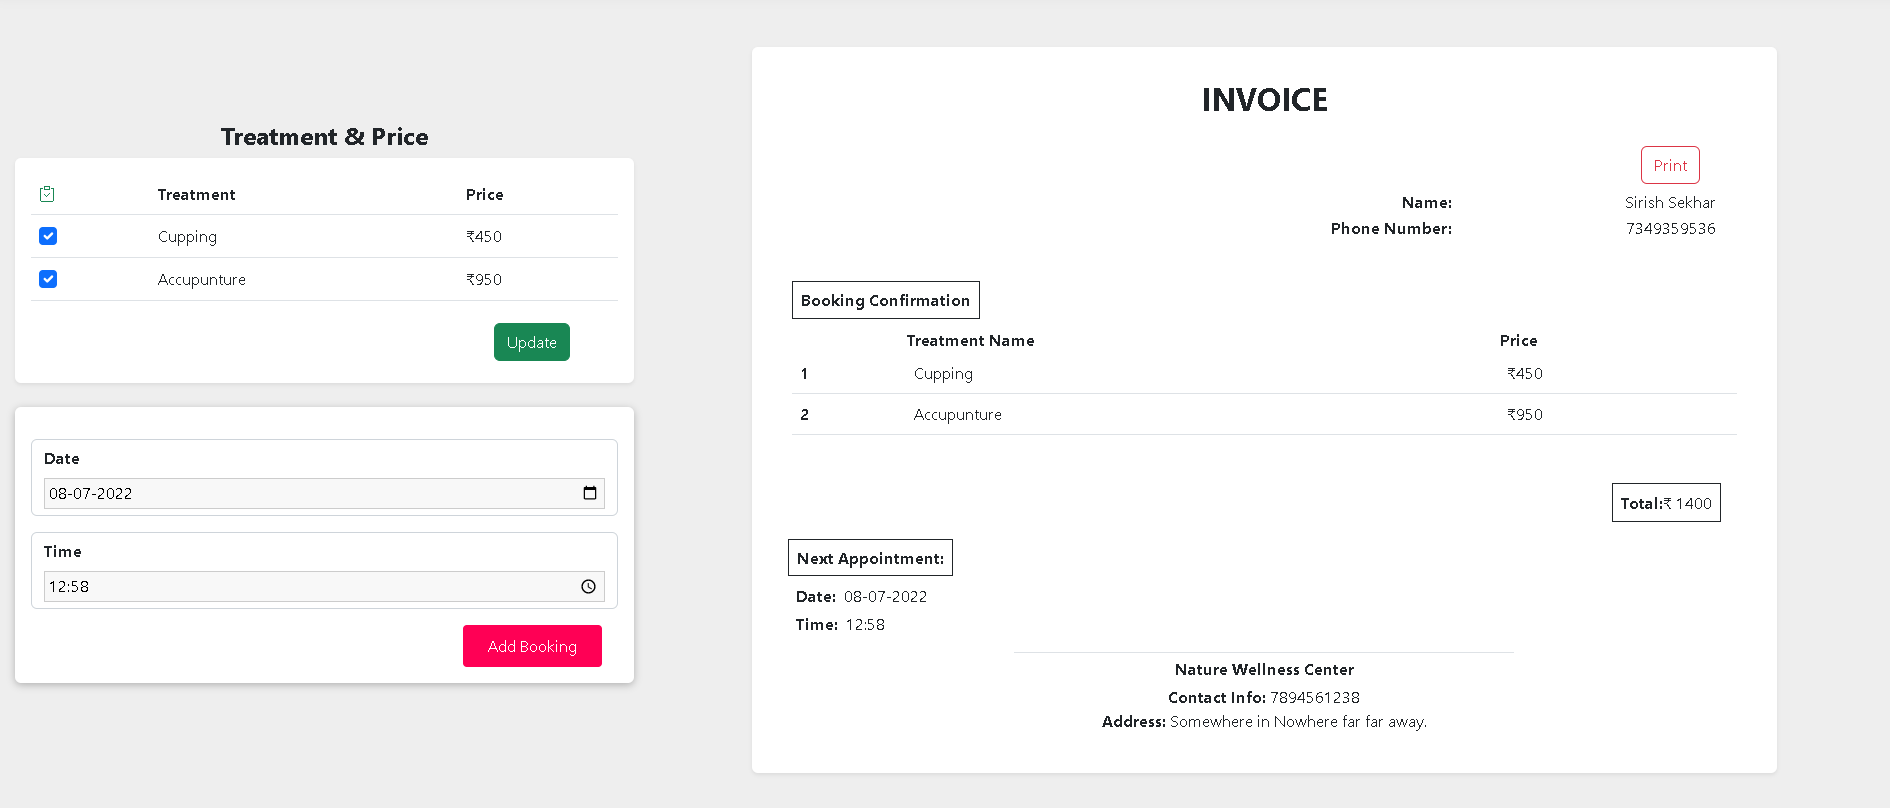 Treatment & Price
Treatment Price
Cupping ₹450
Accupunture ₹950
Update
Date
08-07-2022
Time
12:58
Add Booking
INVOICE
Print
Name: Sirish Sekhar
Phone Number: 7349359536
Booking Confirmation
Treatment Name Price
1 Cupping ₹450
2 Accupunture ₹950
Total:₹ 1400
Next Appointment:
Date: 08-07-2022
Time: 12:58
Nature Wellness Center
Contact Info: 7894561238
Address: Somewhere in Nowhere far far away.